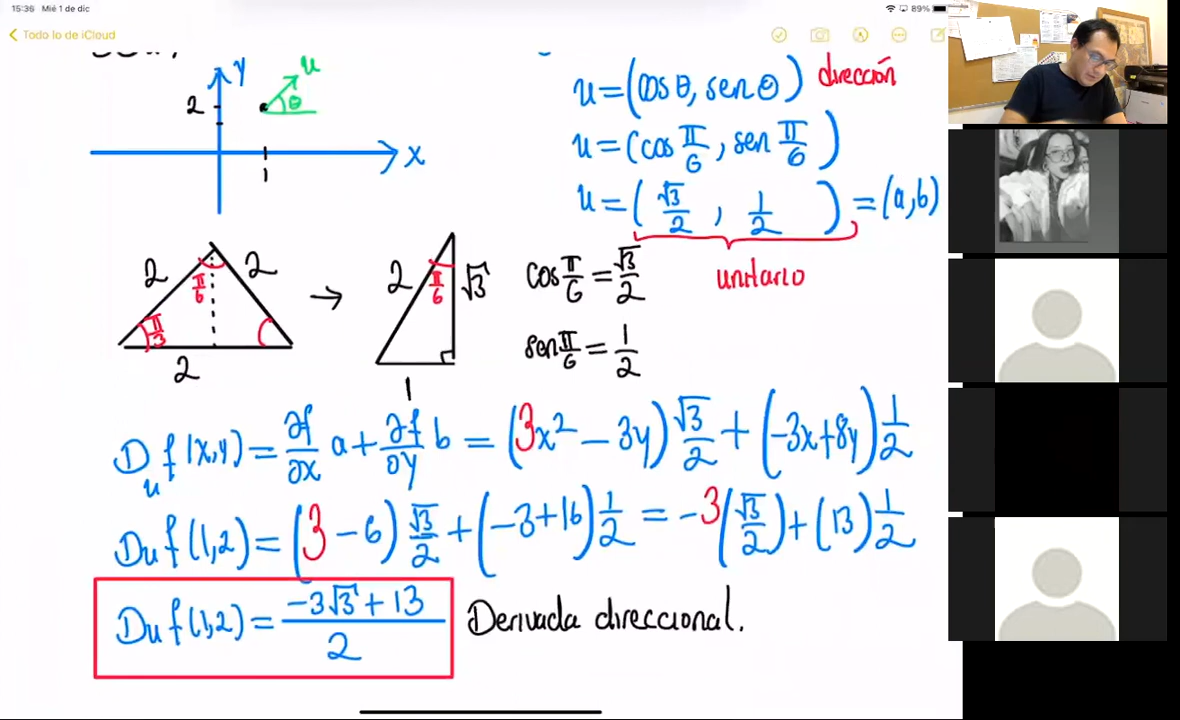 15:36 Mié 1 de dic
89%
Todo lo de iCloud
y
u
2
θ
x
1
u=(cosθ, senθ) dirección
u=(cos π/6, sen π/6)
u=(√3/2, 1/2) =(a,b)
unitario
2 2
π/6
π/3
2
→
2 π/6 √3
1
cos π/6 = √3/2
sen π/6 = 1/2
Du f(x,y) = ∂f/∂x a + ∂f/∂y b = (3x² − 3y) √3/2 + (−3x+8y) 1/2
Du f(1,2) = (3 − 6) √3/2 + (−3+16) 1/2 = −3(√3/2) + (13) 1/2
Du f(1,2) = (−3√3 + 13)/2 Derivada direccional.